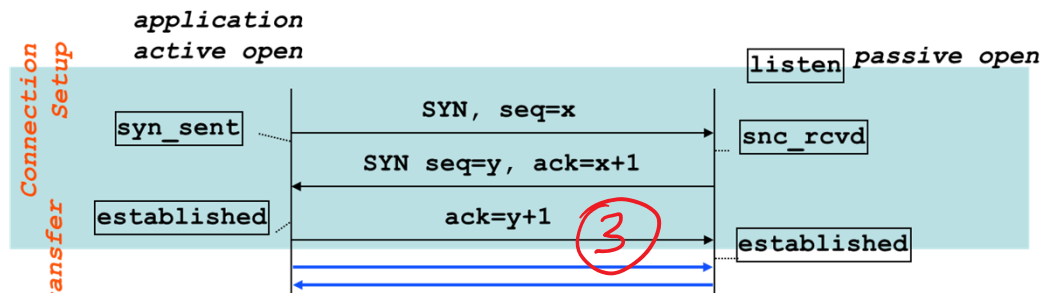 application
active open
Connection
Setup
listen
passive open
SYN, seq=x
syn_sent
snc_rcvd
SYN seq=y, ack=x+1
established
ack=y+1
3
established
ansfer